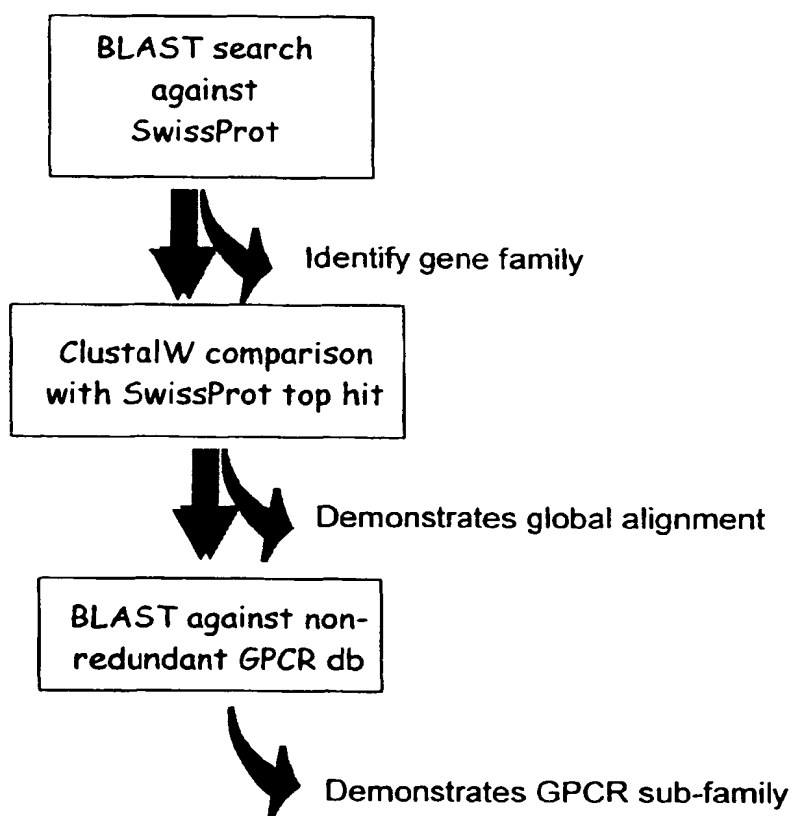 BLAST search
against
SwissProt
Identify gene family
ClustalW comparison
with SwissProt top hit
Demonstrates global alignment
BLAST against non-
redundant GPCR db
Demonstrates GPCR sub-family